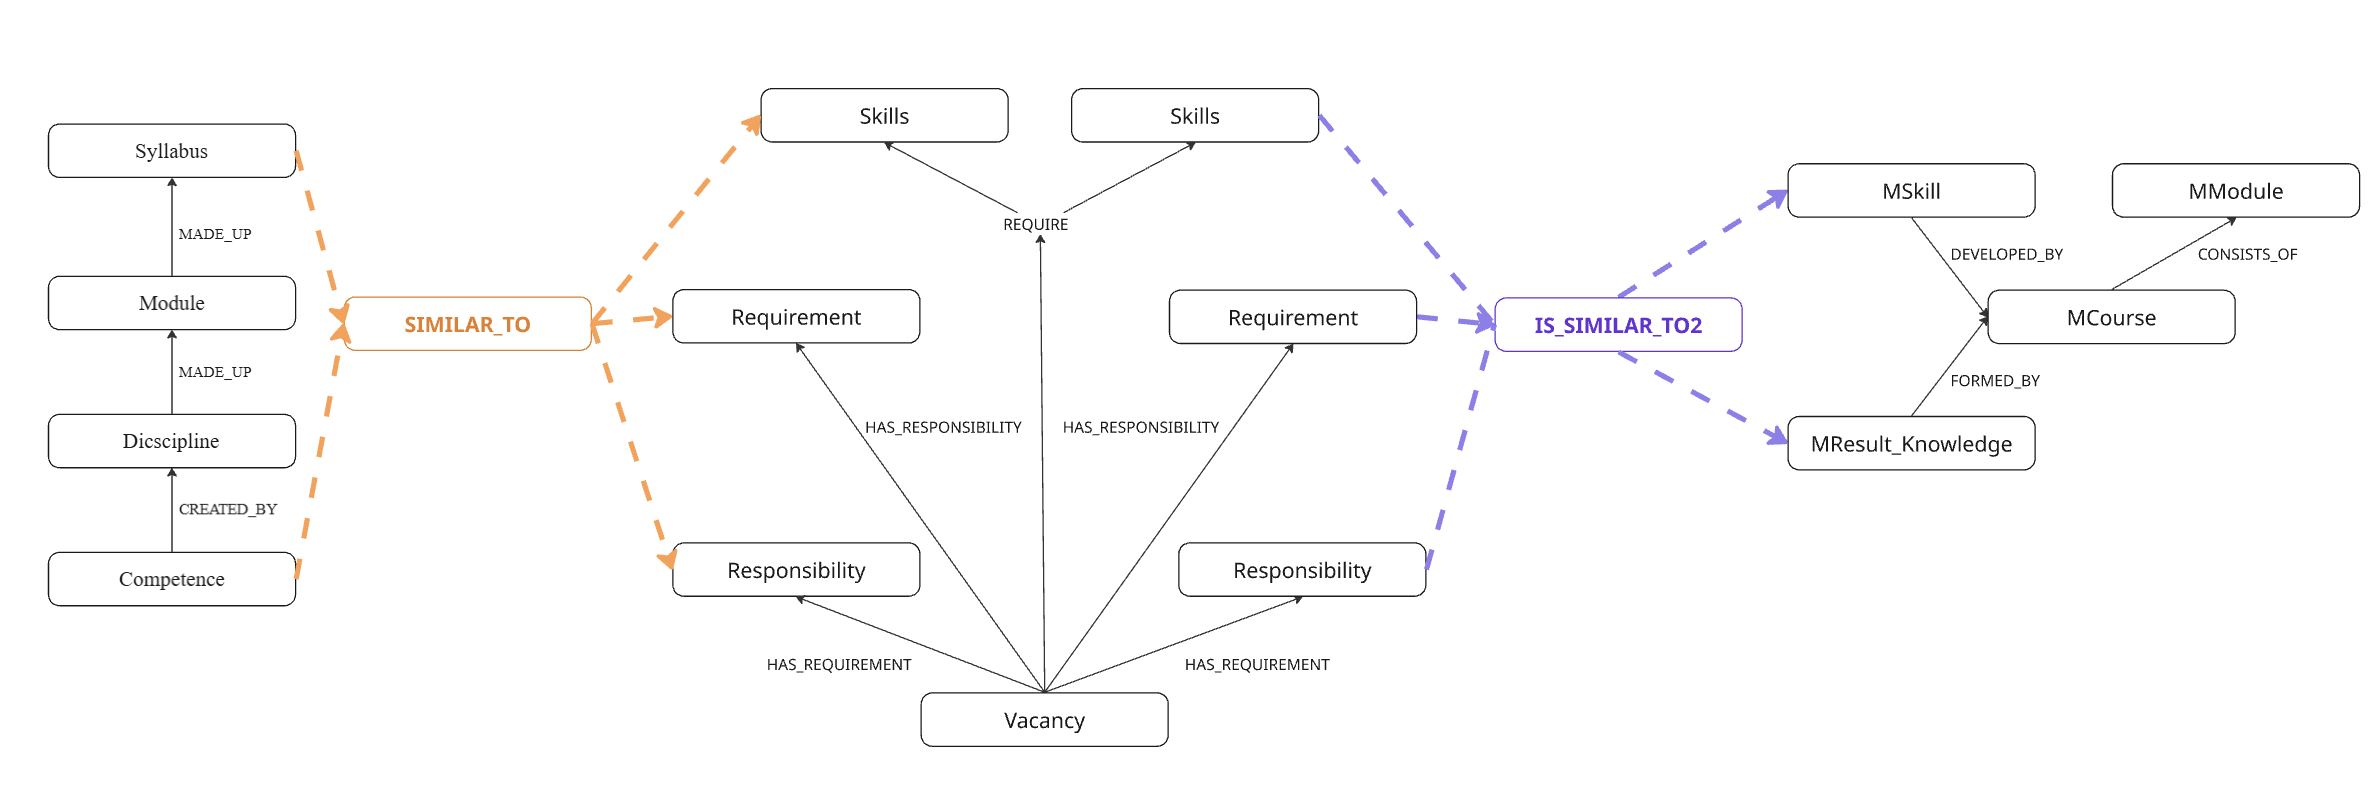 Skills
Skills
Syllabus
MSkill
MModule
REQUIRE
MADE_UP
DEVELOPED_BY
CONSISTS_OF
Module
SIMILAR_TO
Requirement
Requirement
IS_SIMILAR_TO2
MCourse
MADE_UP
FORMED_BY
HAS_RESPONSIBILITY
HAS_RESPONSIBILITY
Dicscipline
MResult_Knowledge
CREATED_BY
Competence
Responsibility
Responsibility
HAS_REQUIREMENT
HAS_REQUIREMENT
Vacancy